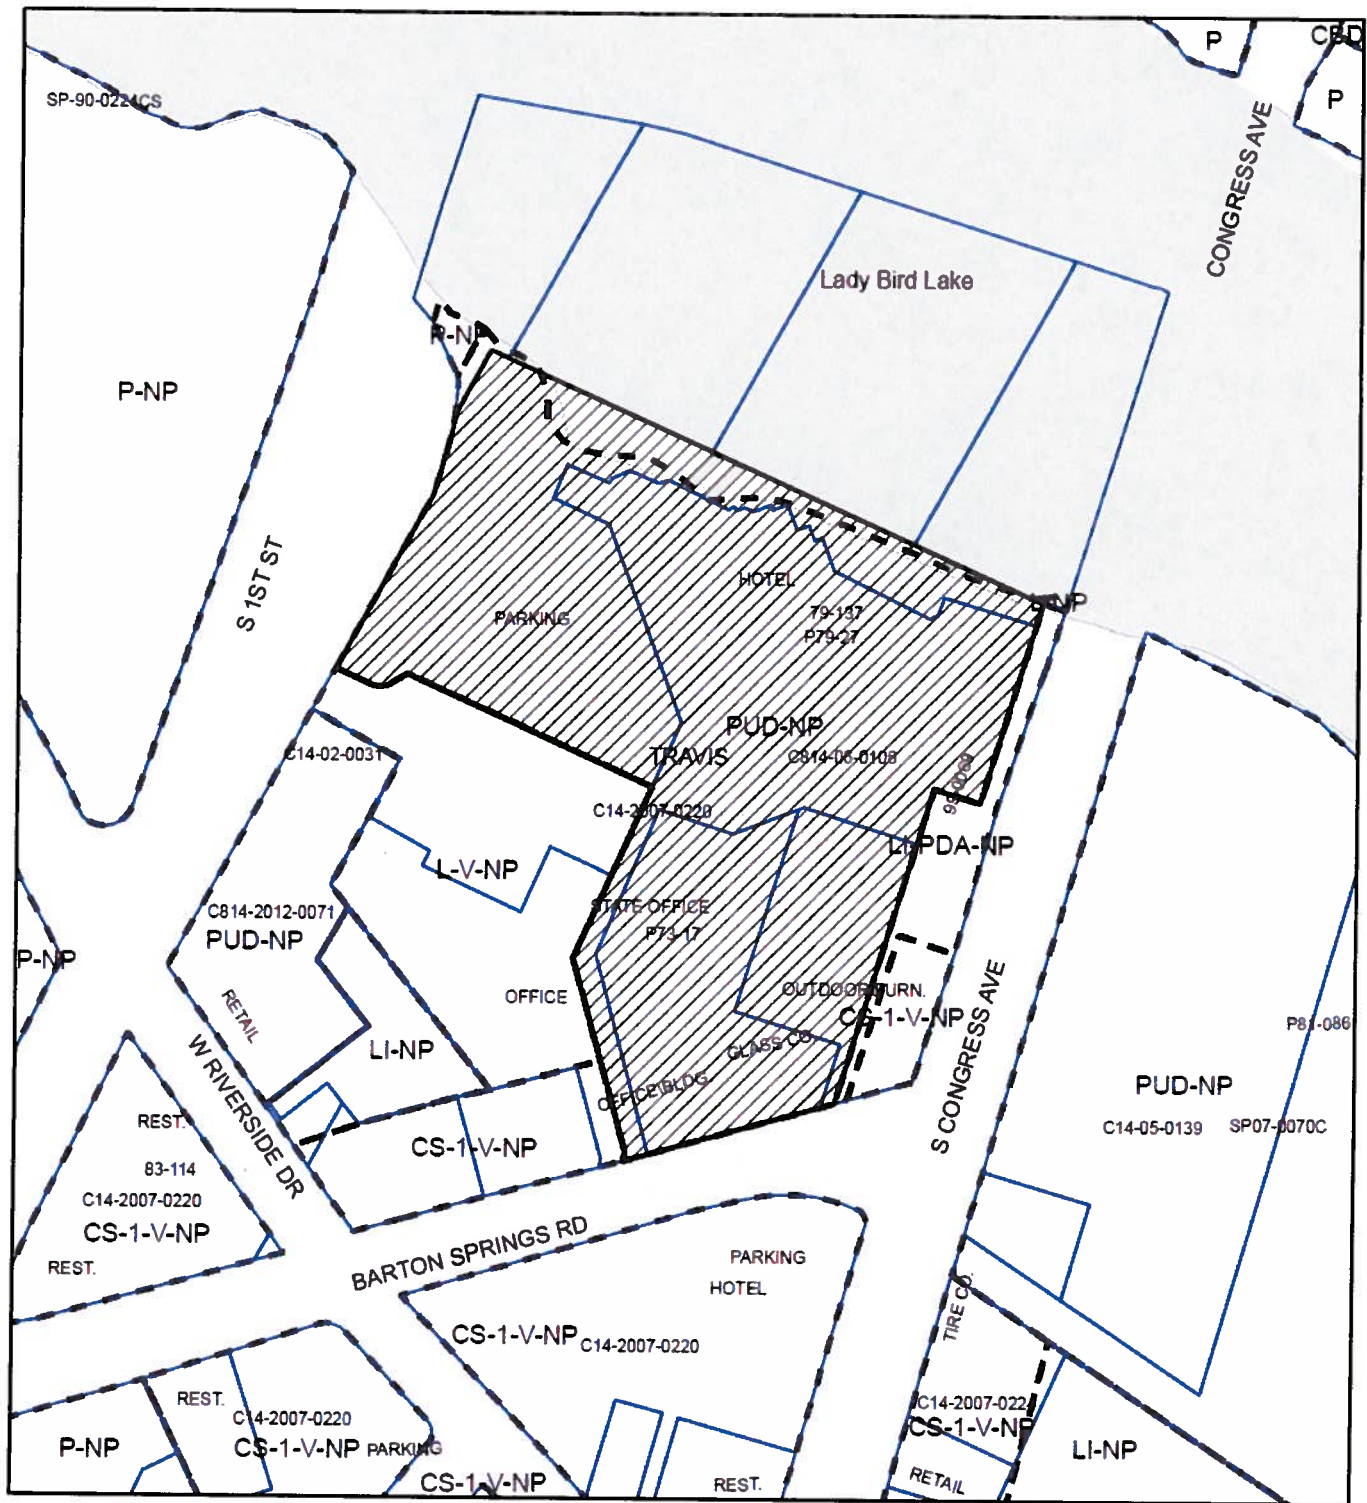 P
CBD
SP-90-0224CS
P
CONGRESS AVE
Lady Bird Lake
P-NP
P-NP
S 1ST ST
HOTEL
PARKING
79-137
P79-27
PUD-NP
TRAVIS
C814-06-0106
C14-02-0031
C14-2007-0220
LI-PDA-NP
L-V-NP
STATE OFFICE
P73-17
C814-2012-0071
PUD-NP
P-NP
OFFICE
OUTDOOR FURN.
CS-1-V-NP
RETAIL
LI-NP
GLASS CO.
OFFICE BLDG
W RIVERSIDE DR
S CONGRESS AVE
P81-086
PUD-NP
C14-05-0139
SP07-0070C
REST.
83-114
C14-2007-0220
CS-1-V-NP
REST.
CS-1-V-NP
BARTON SPRINGS RD
PARKING
HOTEL
CS-1-V-NP
C14-2007-0220
TIRE CO.
REST.
C14-2007-0220
CS-1-V-NP
PARKING
P-NP
CS-1-V-NP
REST.
CS-1-V-NP
RETAIL
LI-NP